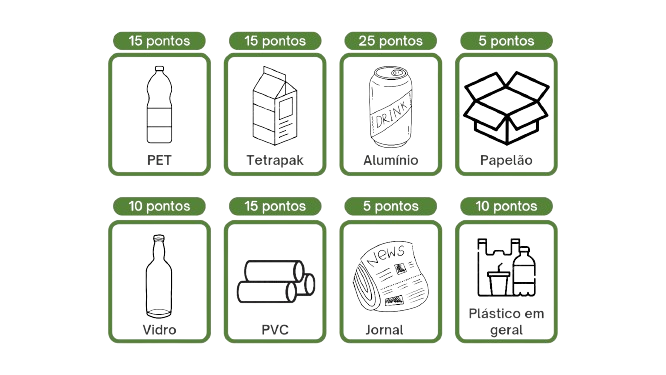 15 pontos
15 pontos
25 pontos
5 pontos
DRINK
PET
Tetrapak
Alumínio
Papelão
10 pontos
15 pontos
5 pontos
10 pontos
NeWS
Vidro
PVC
Jornal
Plástico em
geral